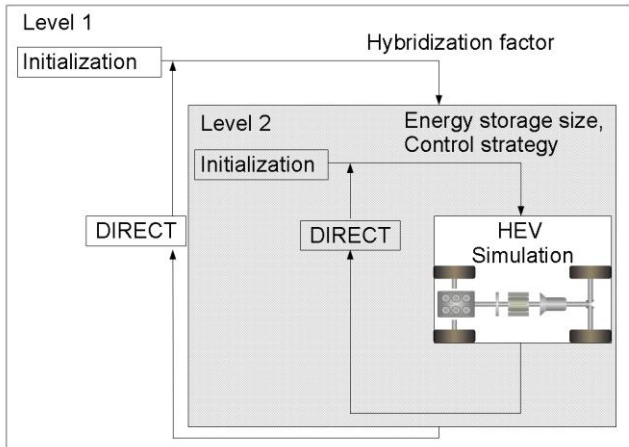 Level 1
Initialization
Hybridization factor
Level 2
Energy storage size,
Control strategy
Initialization
DIRECT
DIRECT
HEV
Simulation